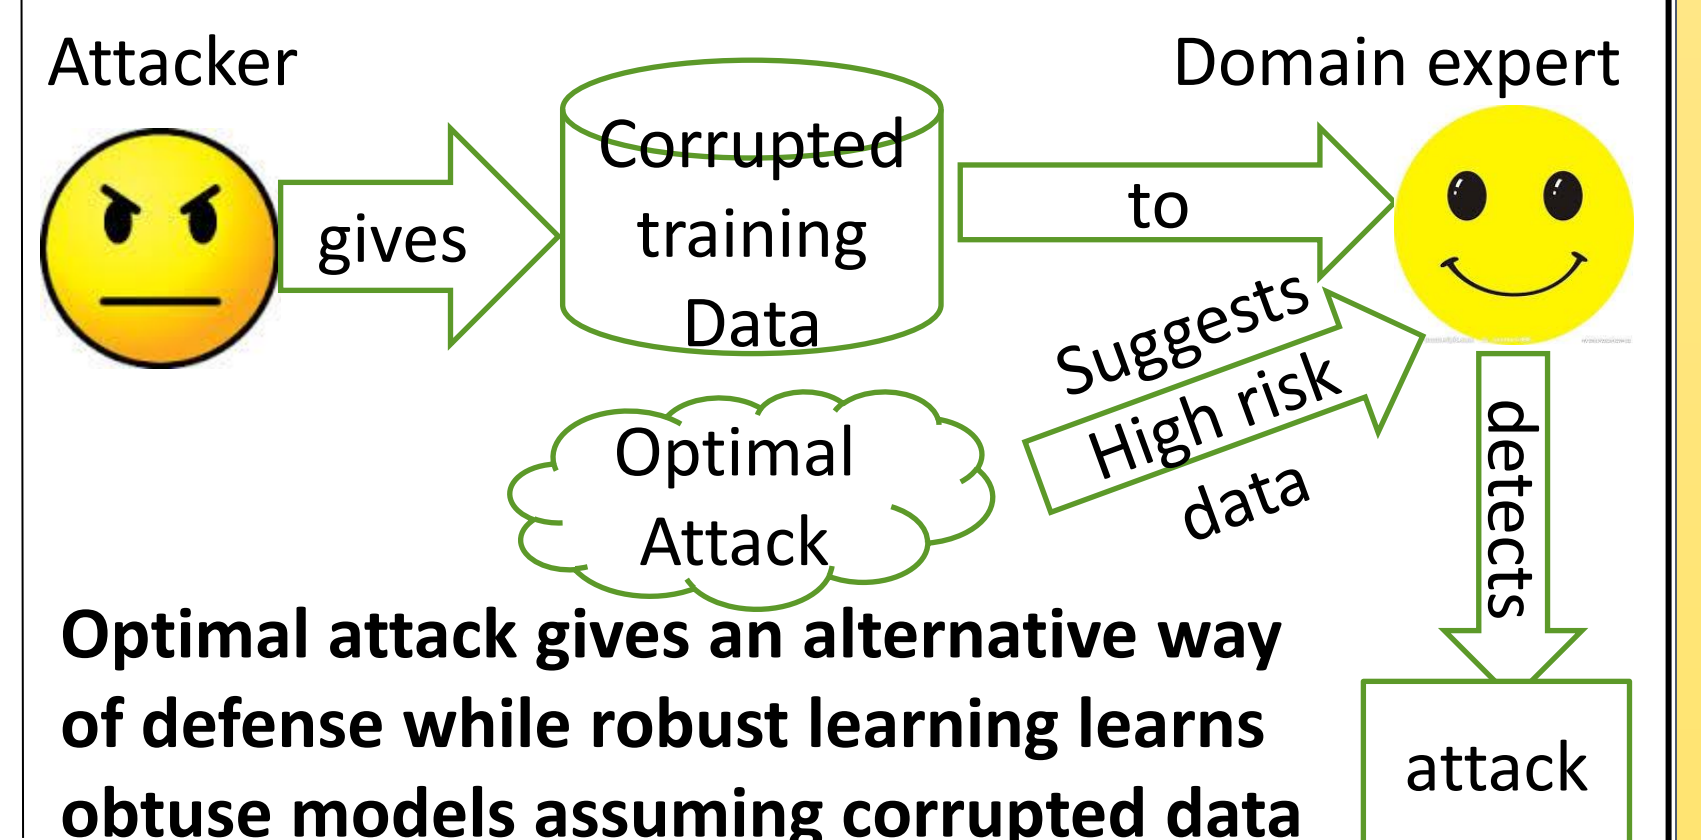 Attacker
Domain expert
gives
Corrupted
training
Data
to
Suggests
High risk
data
Optimal
Attack
detects
attack
Optimal attack gives an alternative way
of defense while robust learning learns
obtuse models assuming corrupted data